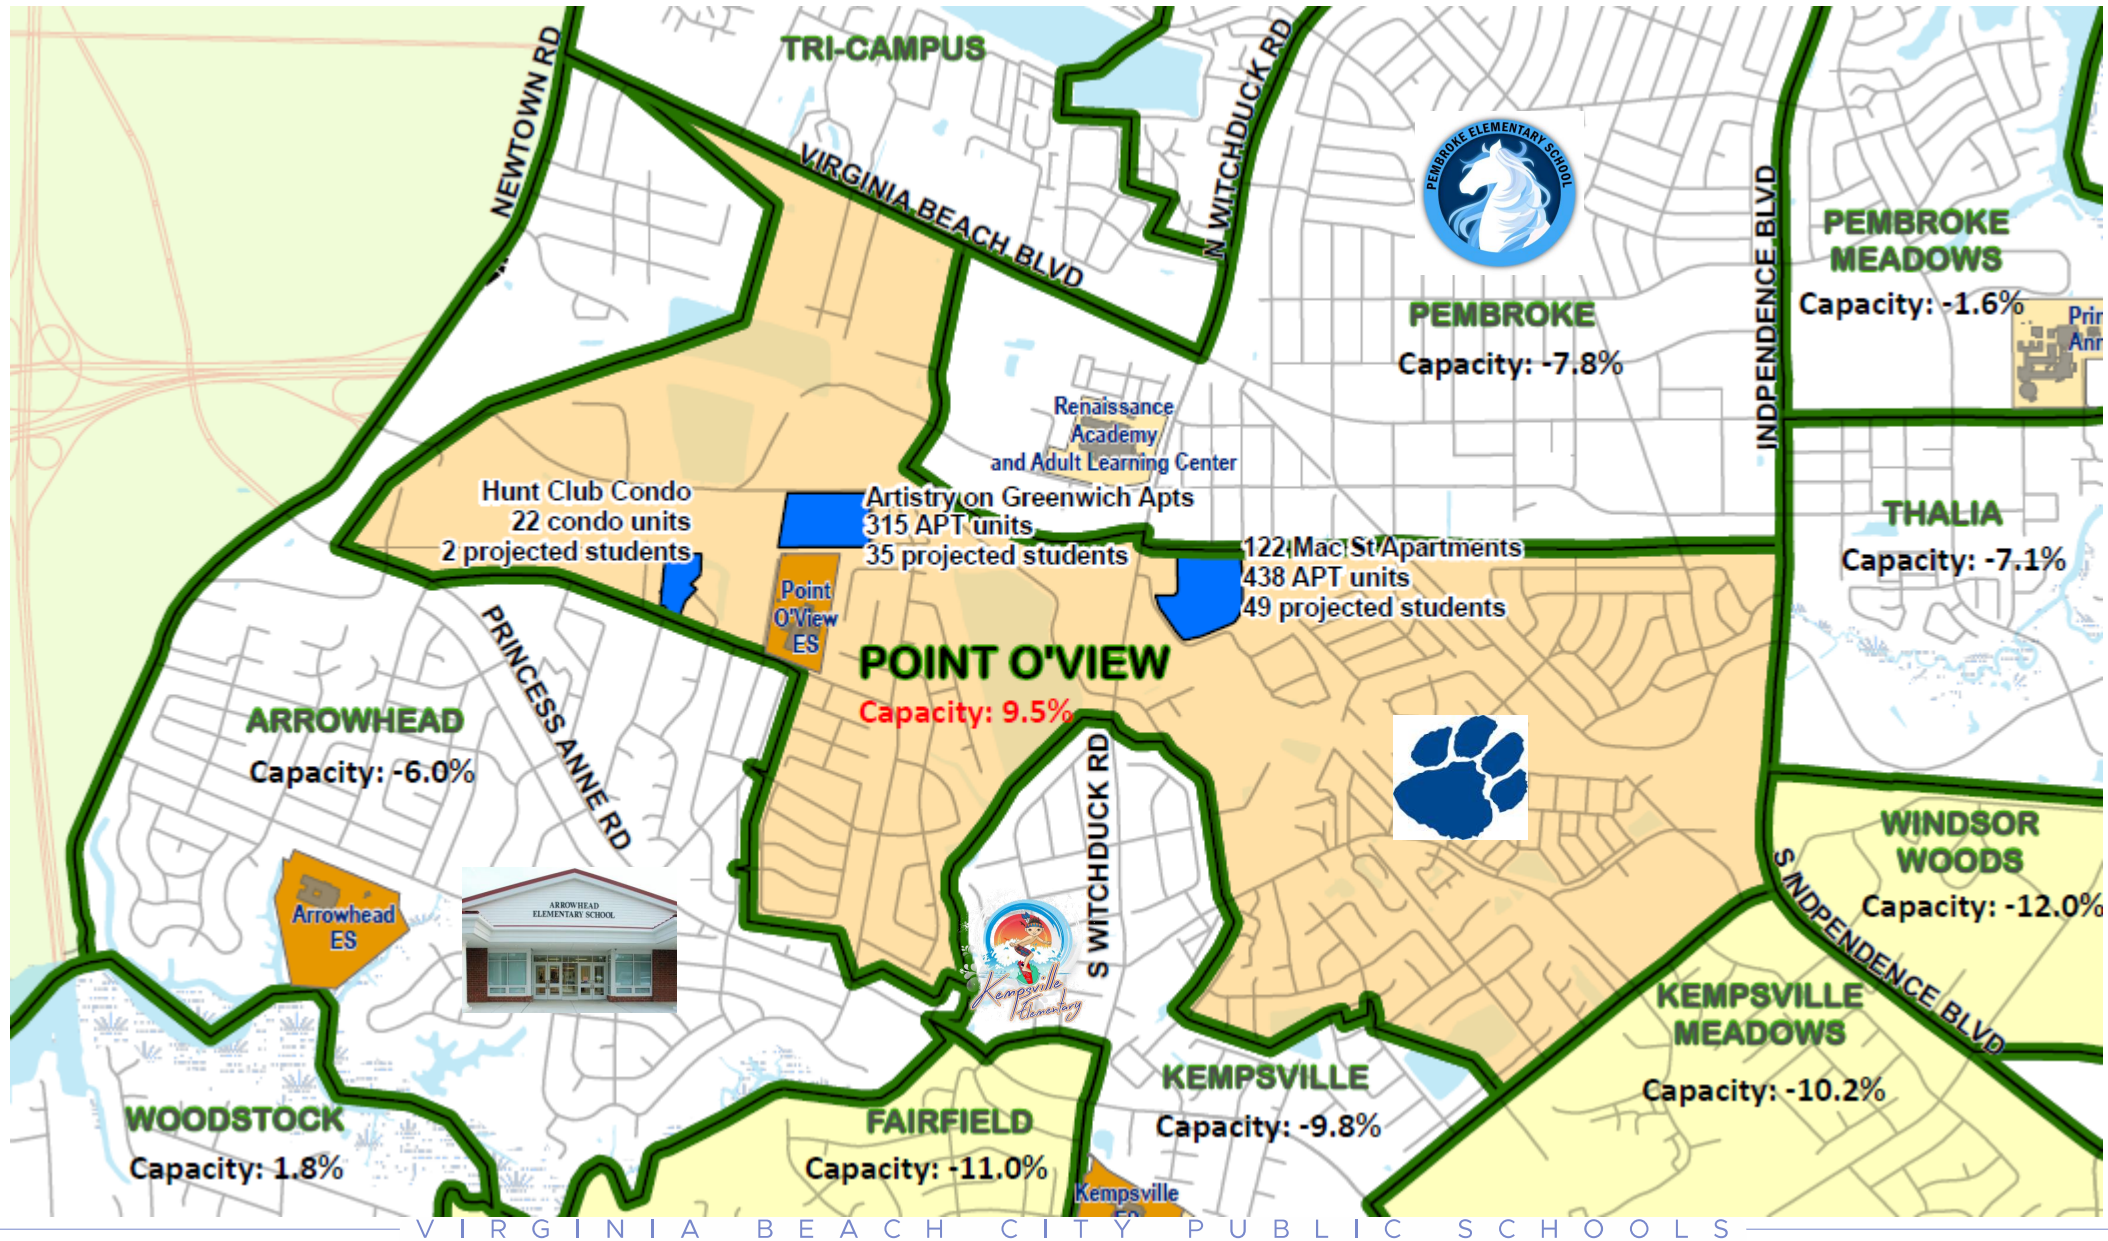 TRI-CAMPUS
NEWTOWN RD
N WITCHDUCK RD
VIRGINIA BEACH BLVD
PEMBROKE ELEMENTARY SCHOOL
PEMBROKE
Capacity: -7.8%
INDPENDENCE BLVD
PEMBROKE
MEADOWS
Capacity: -1.6%
Renaissance
Academy
and Adult Learning Center
Hunt Club Condo
22 condo units
2 projected students
Artistry on Greenwich Apts
315 APT units
35 projected students
122 Mac St Apartments
438 APT units
49 projected students
THALIA
Capacity: -7.1%
Point
O'View
ES
POINT O'VIEW
Capacity: 9.5%
PRINCESS ANNE RD
ARROWHEAD
Capacity: -6.0%
S WITCHDUCK RD
WINDSOR
WOODS
Capacity: -12.0%
S INDPENDENCE BLVD
Arrowhead
ES
ARROWHEAD
ELEMENTARY SCHOOL
Kempsville
Elementary
KEMPSVILLE
MEADOWS
Capacity: -10.2%
KEMPSVILLE
Capacity: -9.8%
WOODSTOCK
Capacity: 1.8%
FAIRFIELD
Capacity: -11.0%
Kempsville
VIRGINIA BEACH CITY PUBLIC SCHOOLS